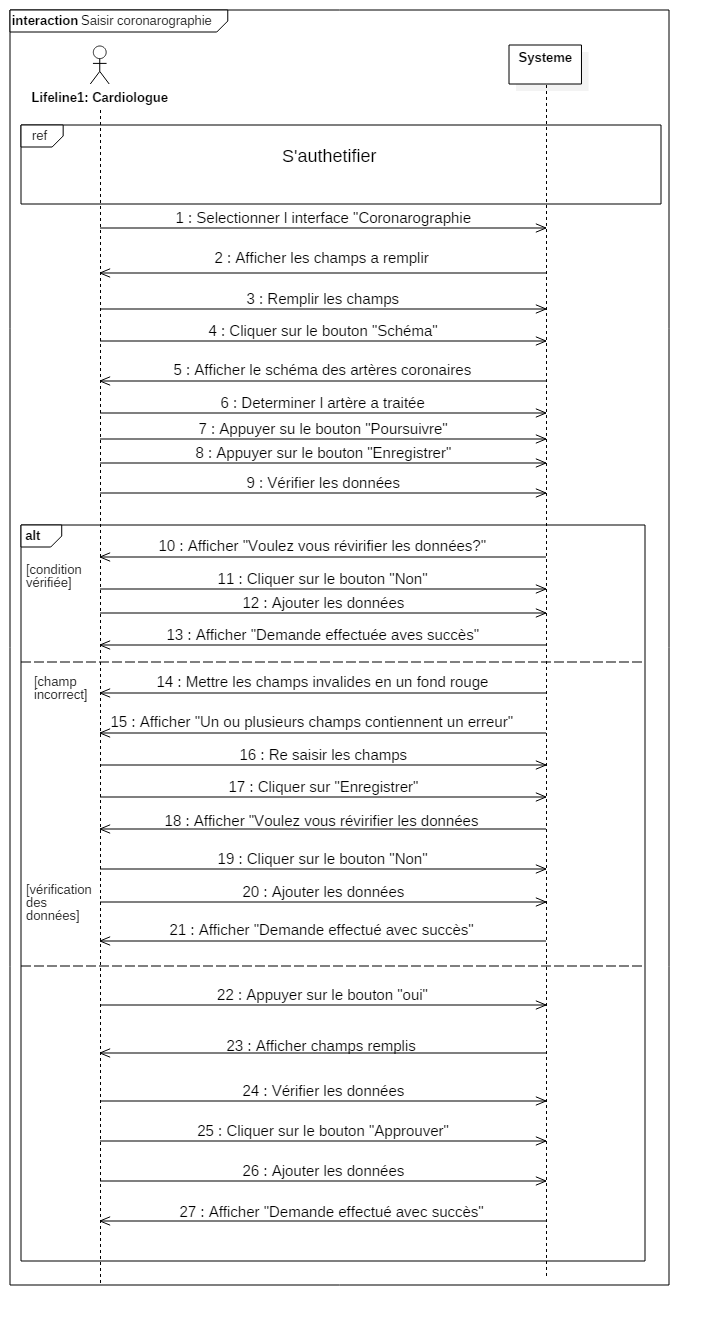 interaction Saisir coronarographie
Systeme
Lifeline1: Cardiologue
ref
S'authetifier
1 : Selectionner l interface "Coronarographie
2 : Afficher les champs a remplir
3 : Remplir les champs
4 : Cliquer sur le bouton "Schéma"
5 : Afficher le schéma des artères coronaires
6 : Determiner l artère a traitée
7 : Appuyer su le bouton "Poursuivre"
8 : Appuyer sur le bouton "Enregistrer"
9 : Vérifier les données
alt
10 : Afficher "Voulez vous révirifier les données?"
[condition
vérifiée]
11 : Cliquer sur le bouton "Non"
12 : Ajouter les données
13 : Afficher "Demande effectuée aves succès"
[champ
incorrect]
14 : Mettre les champs invalides en un fond rouge
15 : Afficher "Un ou plusieurs champs contiennent un erreur"
16 : Re saisir les champs
17 : Cliquer sur "Enregistrer"
18 : Afficher "Voulez vous révirifier les données
19 : Cliquer sur le bouton "Non"
[vérification
des
données]
20 : Ajouter les données
21 : Afficher "Demande effectué avec succès"
22 : Appuyer sur le bouton "oui"
23 : Afficher champs remplis
24 : Vérifier les données
25 : Cliquer sur le bouton "Approuver"
26 : Ajouter les données
27 : Afficher "Demande effectué avec succès"